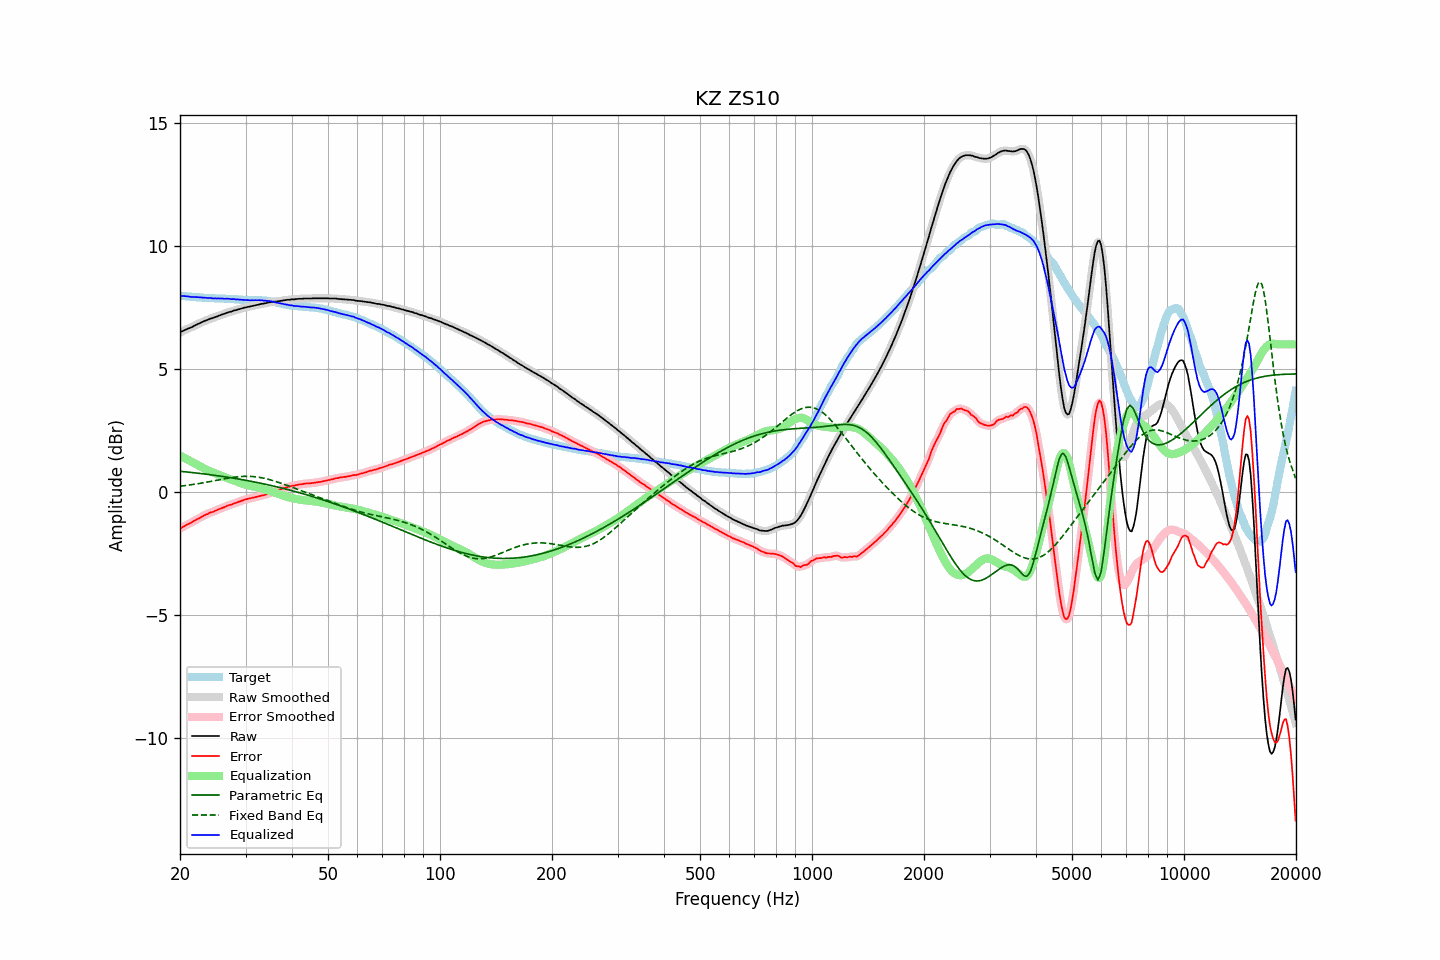 KZ ZS10
Amplitude (dBr)
15
10
5
0
−5
−10
Target
Raw Smoothed
Error Smoothed
Raw
Error
Equalization
Parametric Eq
Fixed Band Eq
Equalized
20 50 100 200 500 1000 2000 5000 10000 20000
Frequency (Hz)